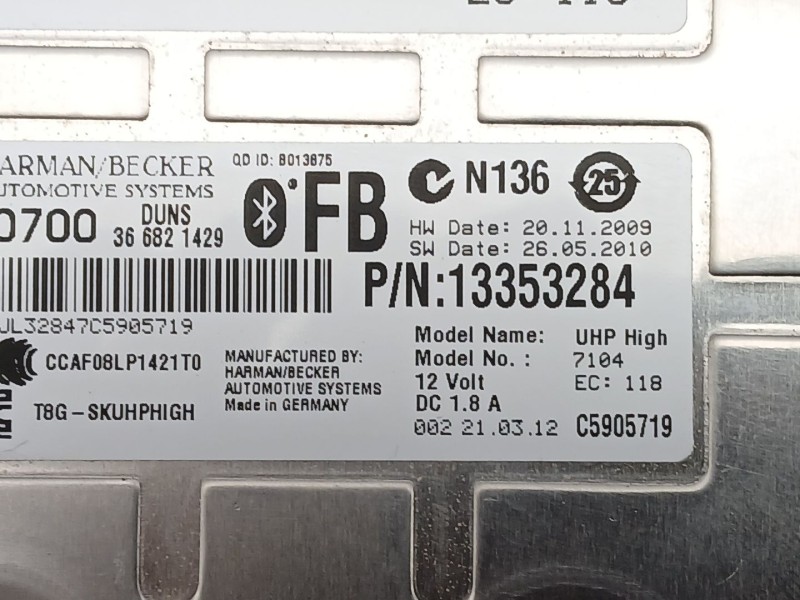 HARMAN/BECKER
AUTOMOTIVE SYSTEMS
QD ID: B013875
N136
25
0700
DUNS
36 682 1429
FB
HW Date: 20.11.2009
SW Date: 26.05.2010
P/N:13353284
JL32847C5905719
CCAF08LP1421T0
T8G-SKUHPHIGH
MANUFACTURED BY:
HARMAN/BECKER
AUTOMOTIVE SYSTEMS
Made in GERMANY
Model Name: UHP High
Model No.: 7104
12 Volt EC: 118
DC 1.8 A
002 21.03.12 C5905719